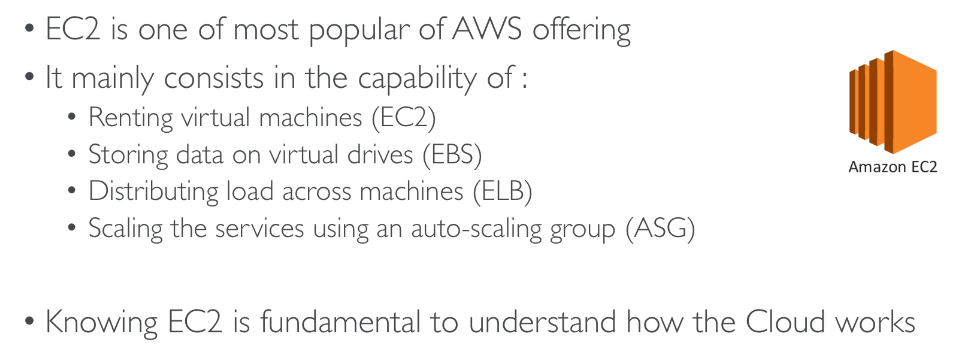 • EC2 is one of most popular of AWS offering
• It mainly consists in the capability of :
• Renting virtual machines (EC2)
• Storing data on virtual drives (EBS)
• Distributing load across machines (ELB)
• Scaling the services using an auto-scaling group (ASG)
Amazon EC2
• Knowing EC2 is fundamental to understand how the Cloud works